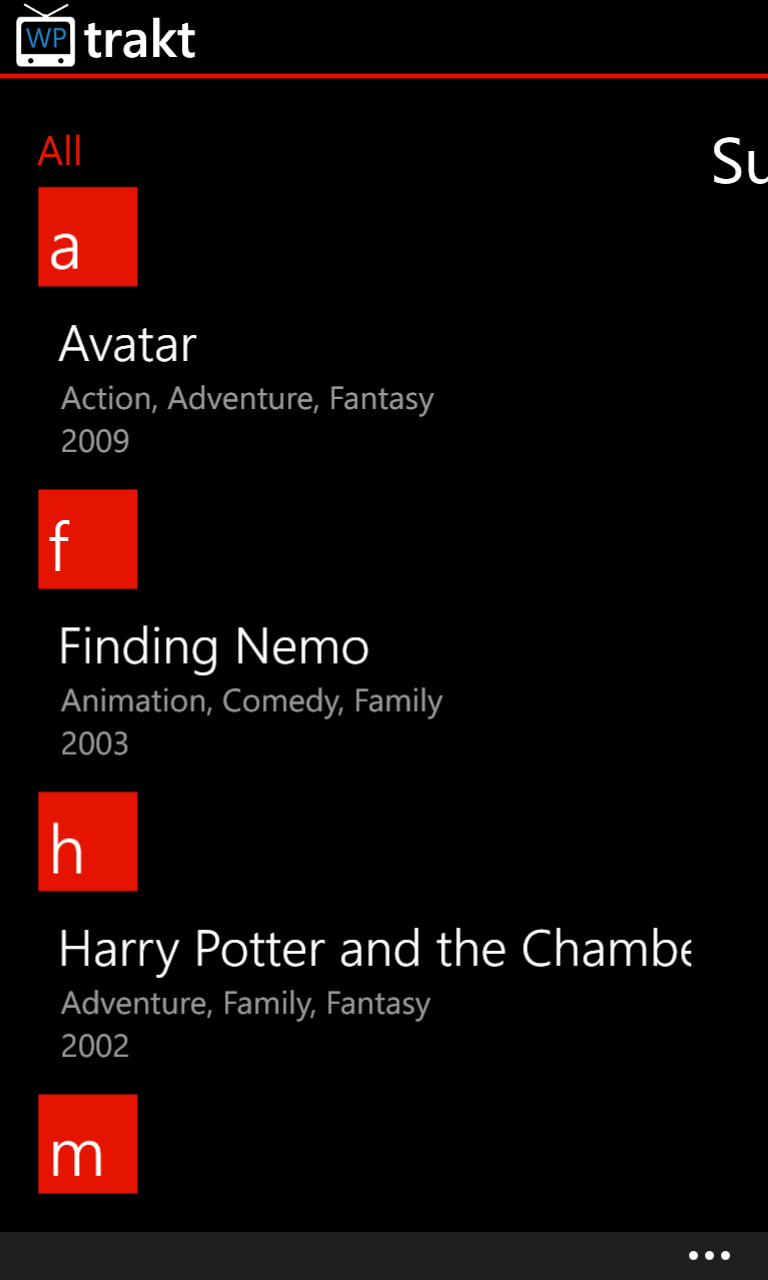 WP trakt
All
Su
a
Avatar
Action, Adventure, Fantasy
2009
f
Finding Nemo
Animation, Comedy, Family
2003
h
Harry Potter and the Chambe
Adventure, Family, Fantasy
2002
m